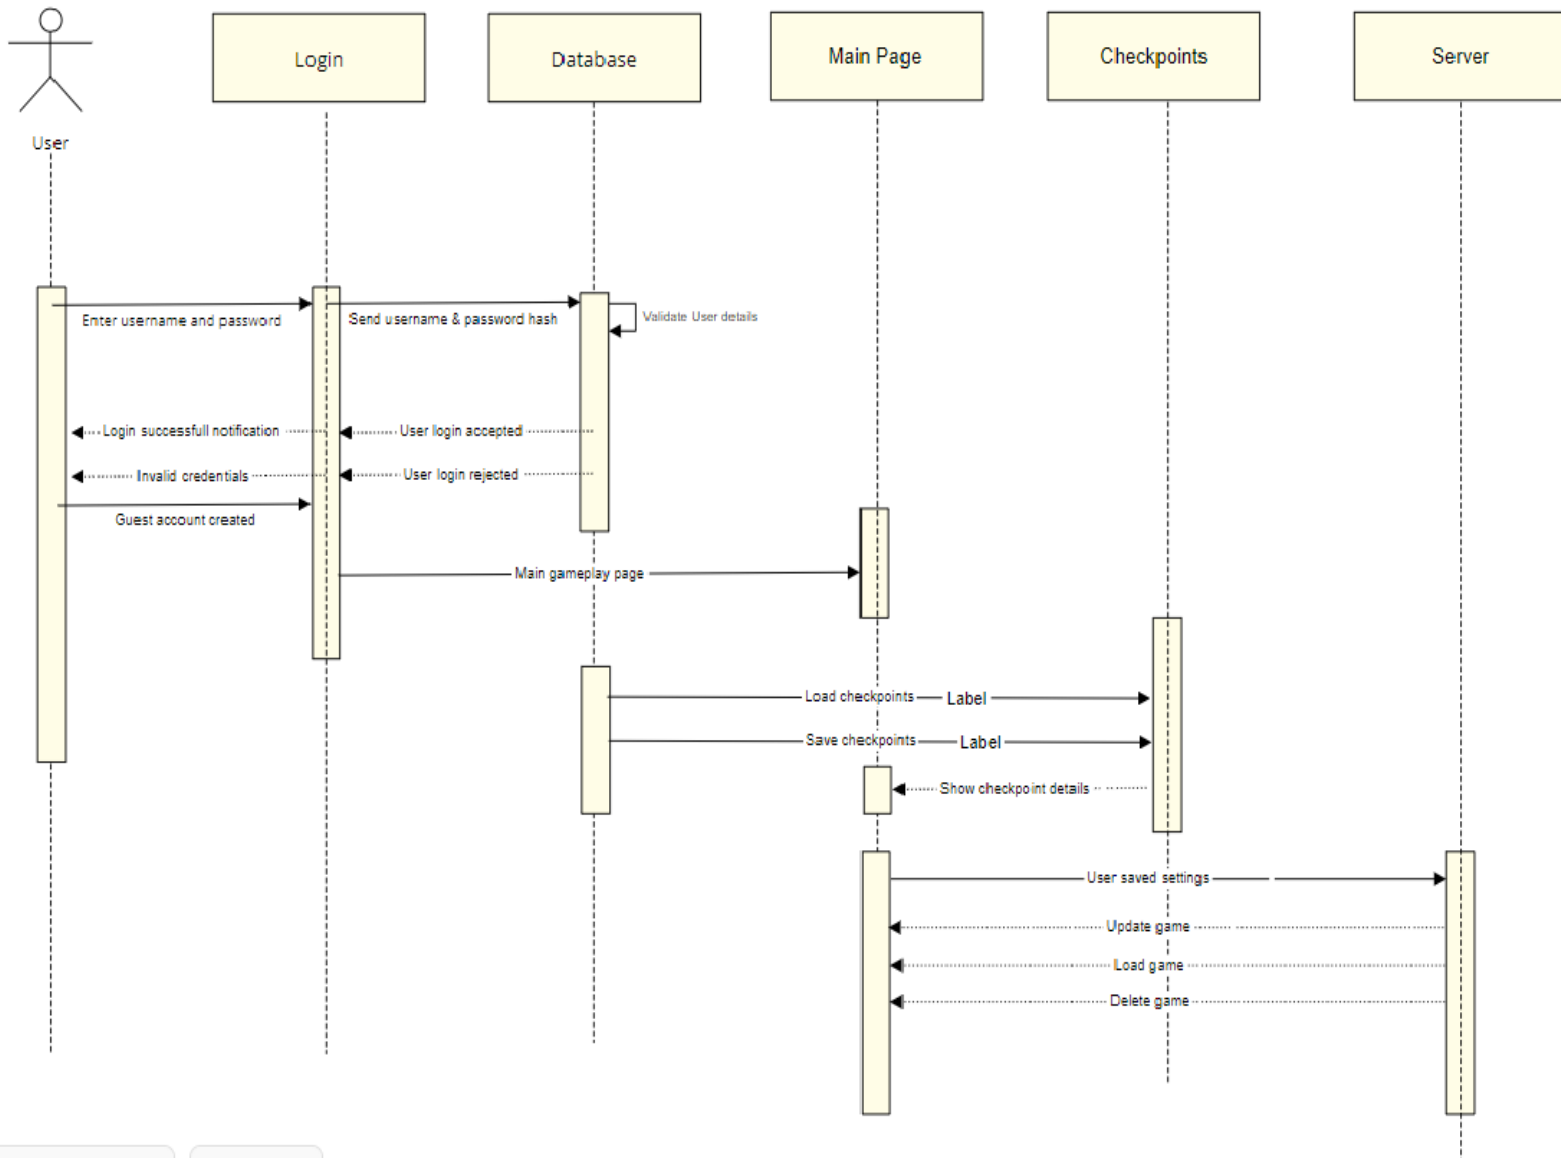 Login
Database
Main Page
Checkpoints
Server
User
Enter username and password
Send username & password hash
Validate User details
Login successfull notification
User login accepted
Invalid credentials
User login rejected
Guest account created
Main gameplay page
Load checkpoints
Label
Save checkpoints
Label
Show checkpoint details
User saved settings
Update game
Load game
Delete game